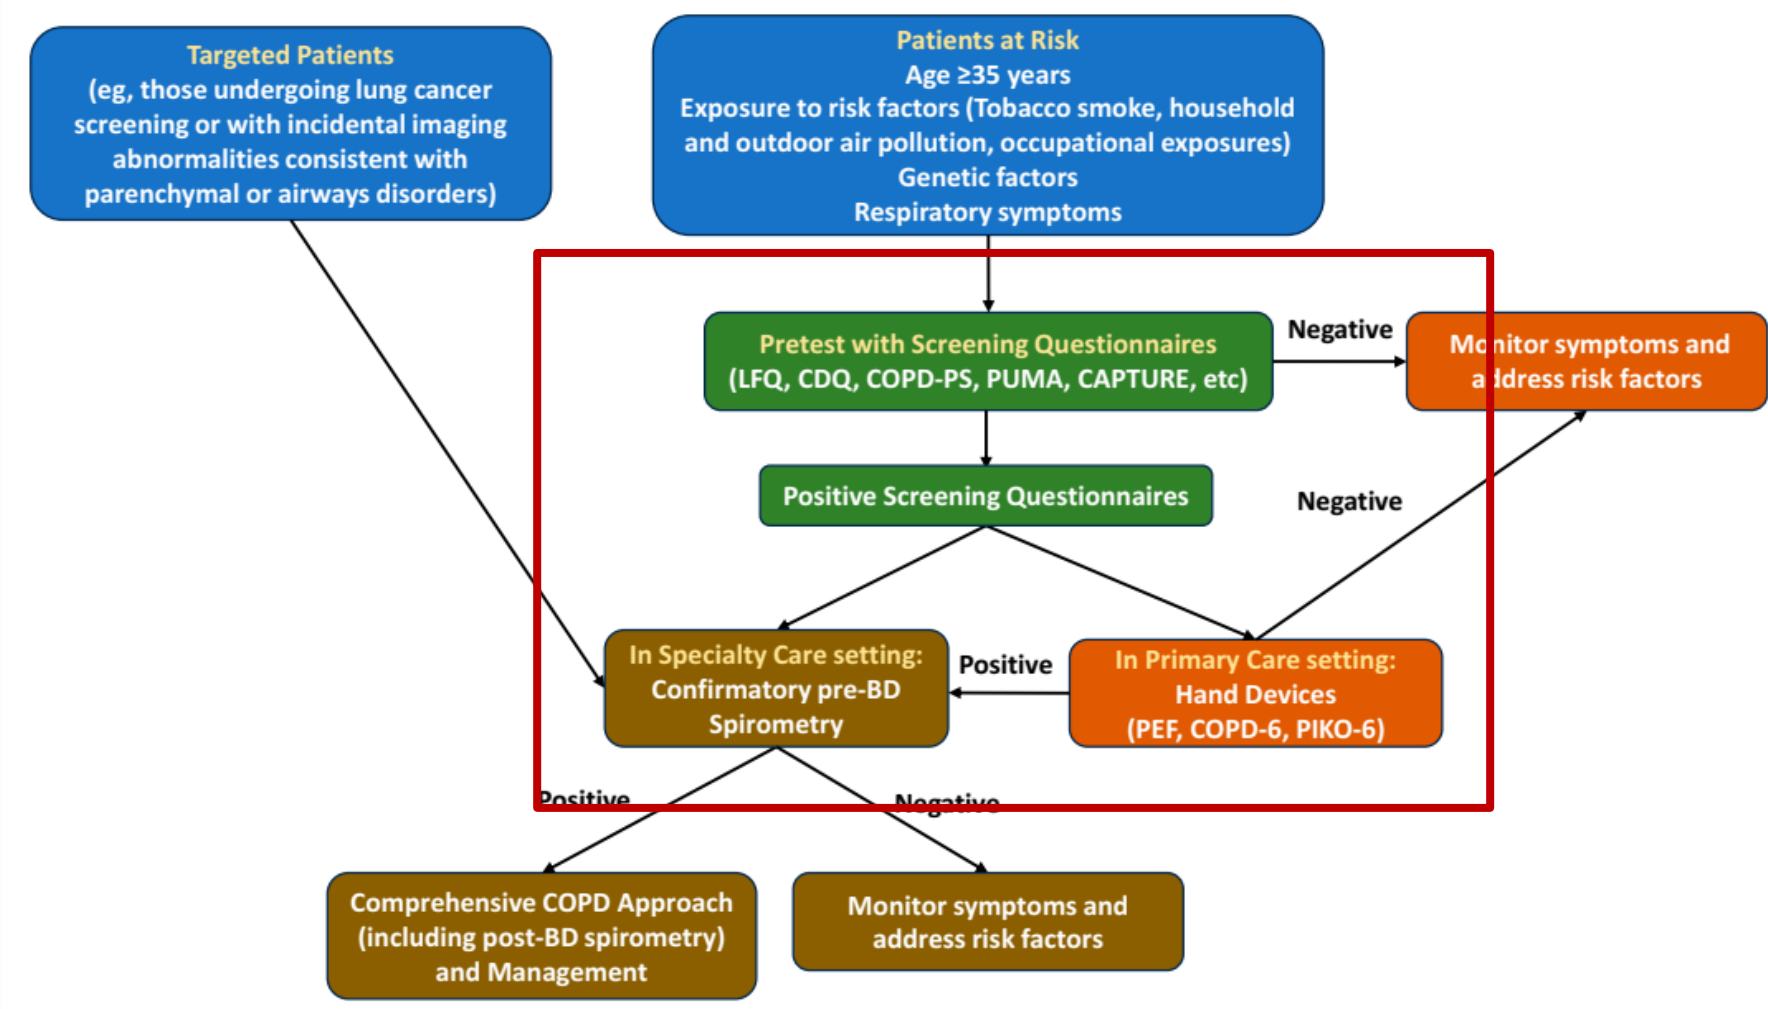 Targeted Patients
(eg, those undergoing lung cancer
screening or with incidental imaging
abnormalities consistent with
parenchymal or airways disorders)
Patients at Risk
Age ≥35 years
Exposure to risk factors (Tobacco smoke, household
and outdoor air pollution, occupational exposures)
Genetic factors
Respiratory symptoms
Pretest with Screening Questionnaires
(LFQ, CDQ, COPD-PS, PUMA, CAPTURE, etc)
Negative
Monitor symptoms and
address risk factors
Positive Screening Questionnaires
Negative
In Specialty Care setting:
Confirmatory pre-BD
Spirometry
Positive
In Primary Care setting:
Hand Devices
(PEF, COPD-6, PIKO-6)
Positive
Negative
Comprehensive COPD Approach
(including post-BD spirometry)
and Management
Monitor symptoms and
address risk factors